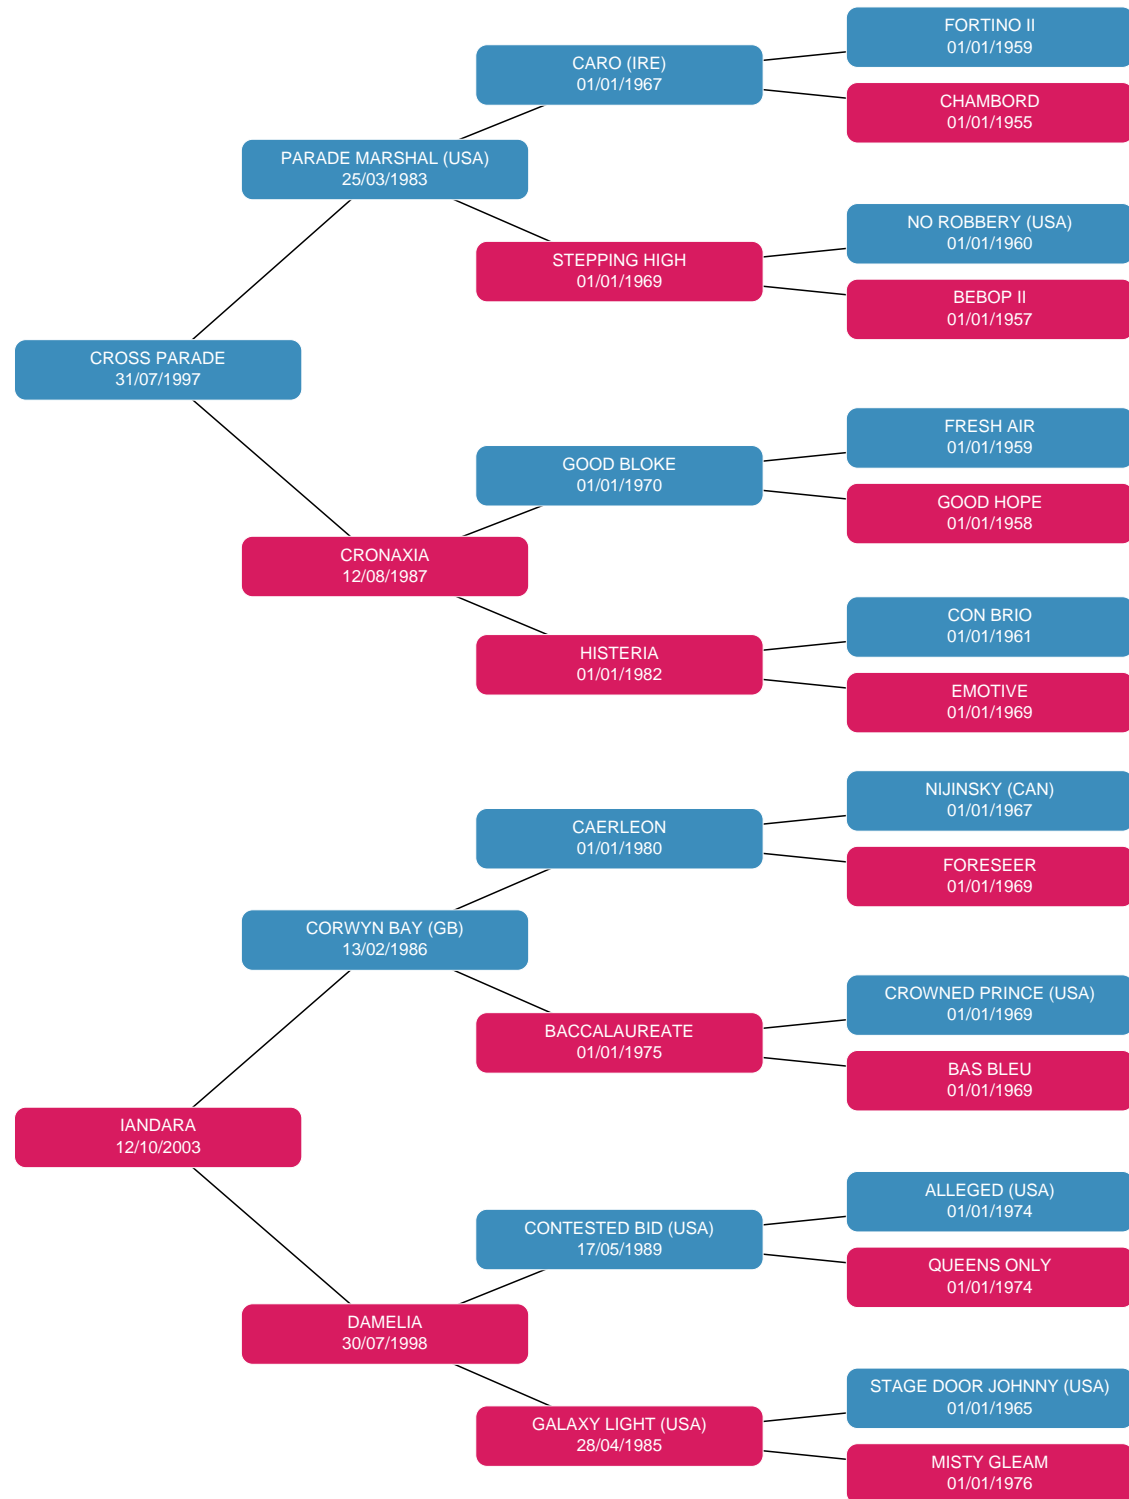 FORTINO II
01/01/1959
CARO (IRE)
01/01/1967
CHAMBORD
01/01/1955
PARADE MARSHAL (USA)
25/03/1983
NO ROBBERY (USA)
01/01/1960
STEPPING HIGH
01/01/1969
BEBOP II
01/01/1957
CROSS PARADE
31/07/1997
FRESH AIR
01/01/1959
GOOD BLOKE
01/01/1970
GOOD HOPE
01/01/1958
CRONAXIA
12/08/1987
CON BRIO
01/01/1961
HISTERIA
01/01/1982
EMOTIVE
01/01/1969
NIJINSKY (CAN)
01/01/1967
CAERLEON
01/01/1980
FORESEER
01/01/1969
CORWYN BAY (GB)
13/02/1986
CROWNED PRINCE (USA)
01/01/1969
BACCALAUREATE
01/01/1975
BAS BLEU
01/01/1969
IANDARA
12/10/2003
ALLEGED (USA)
01/01/1974
CONTESTED BID (USA)
17/05/1989
QUEENS ONLY
01/01/1974
DAMELIA
30/07/1998
STAGE DOOR JOHNNY (USA)
01/01/1965
GALAXY LIGHT (USA)
28/04/1985
MISTY GLEAM
01/01/1976